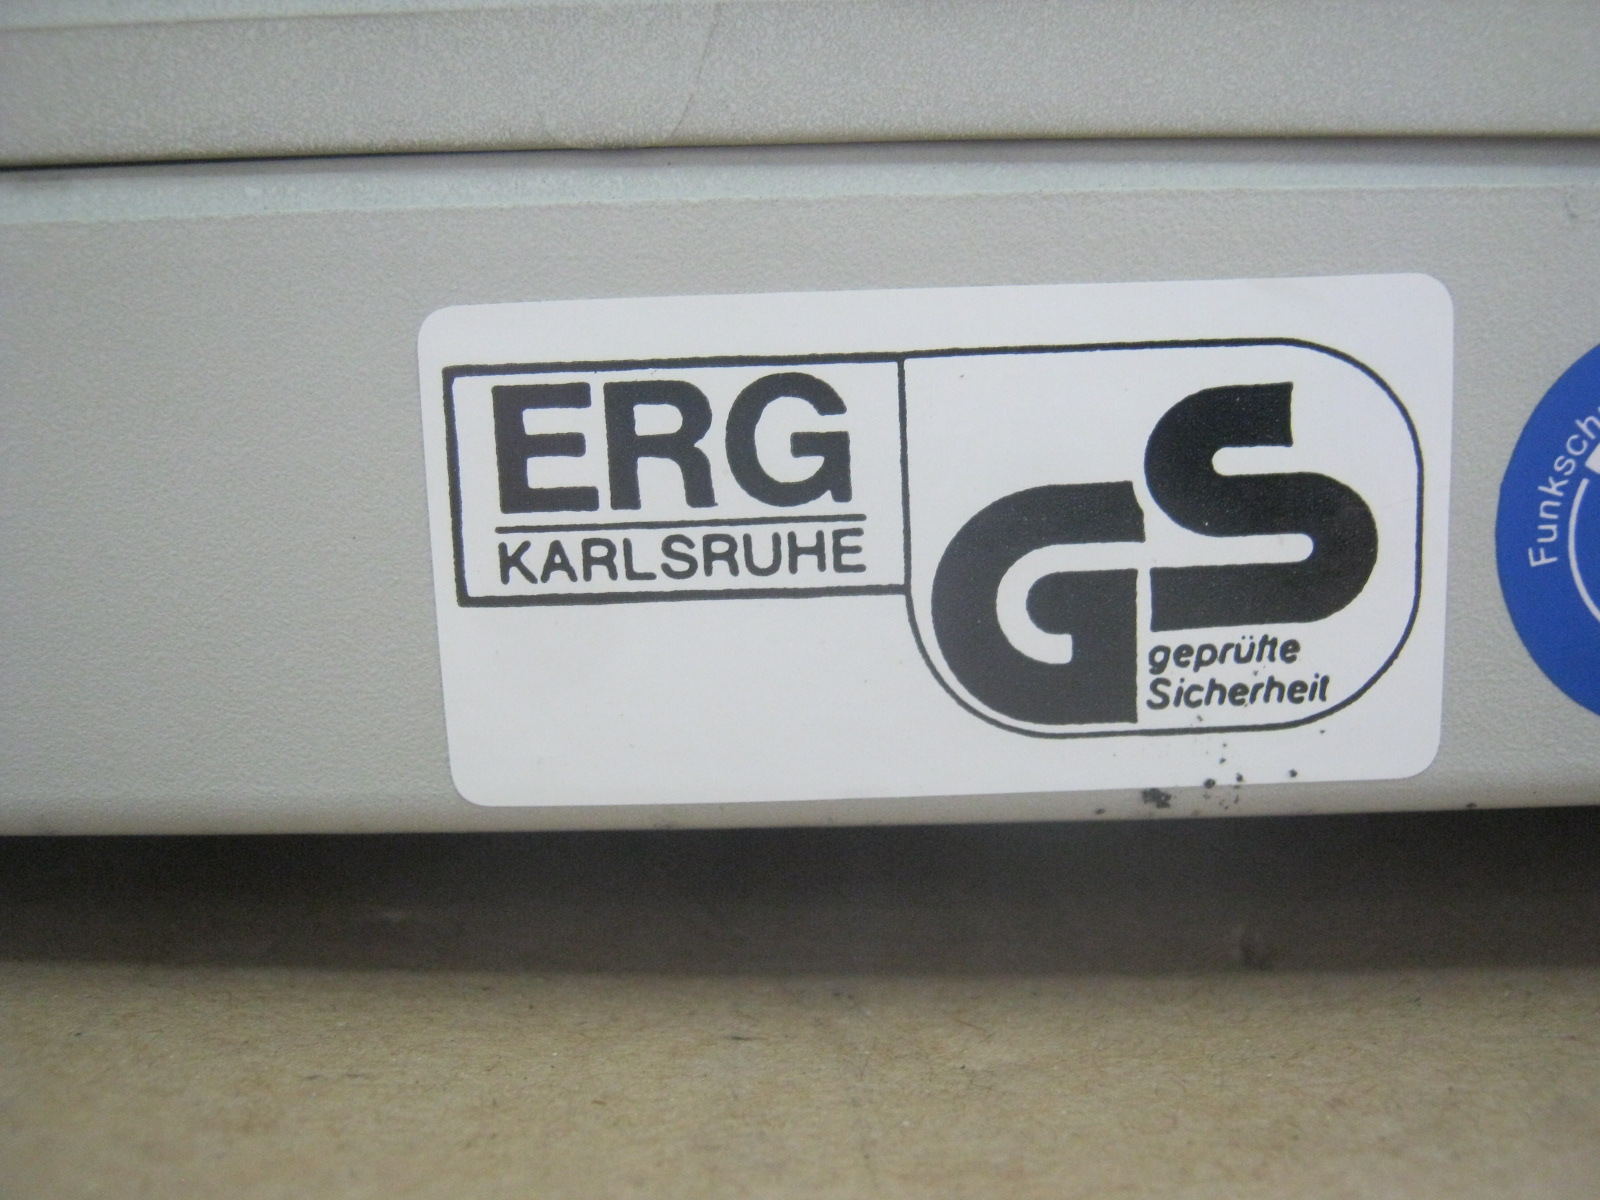 ERG
KARLSRUHE
GS
geprüfte
Sicherheit